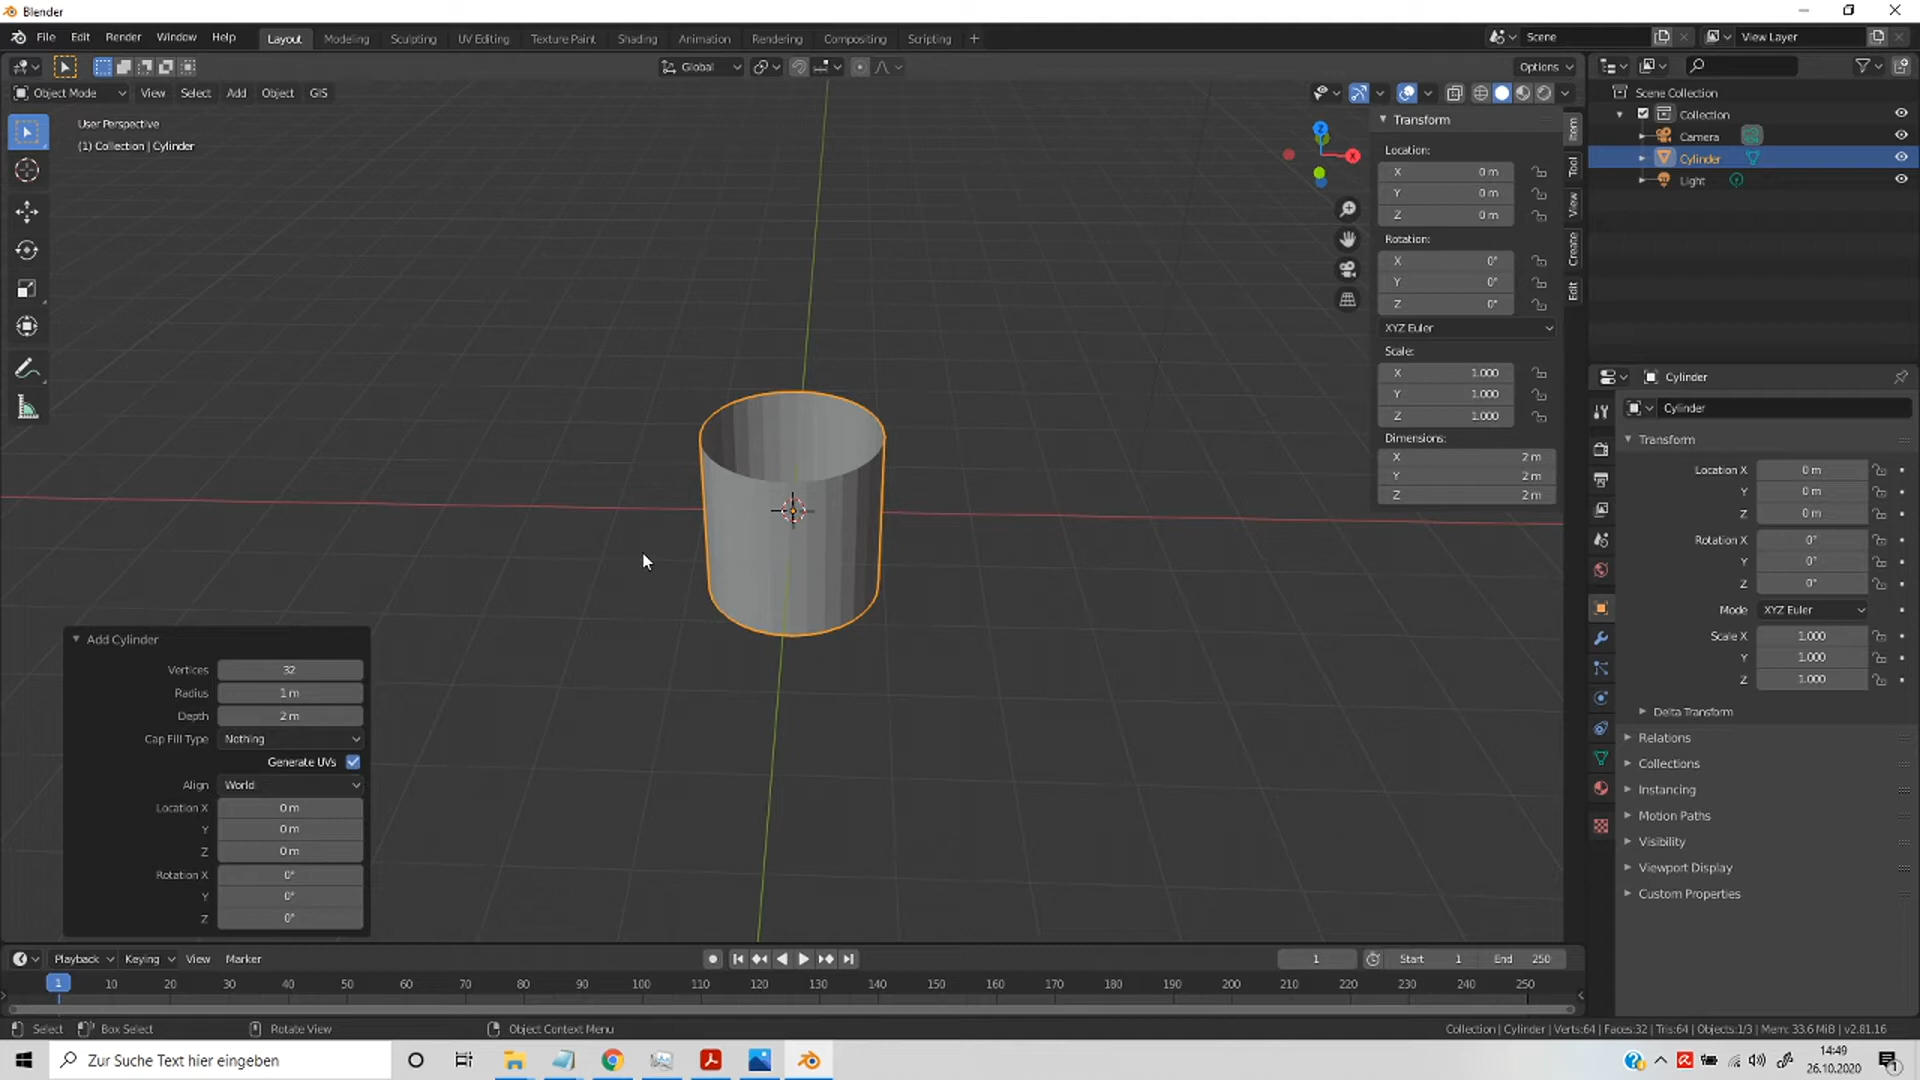 Blender
File Edit Render Window Help Layout Modeling Sculpting UV Editing Texture Paint Shading Animation Rendering Compositing Scripting + Scene View Layer
Global Options
Object Mode View Select Add Object GIS
User Perspective
(1) Collection | Cylinder
Z
X
Transform
Location:
X 0 m
Y 0 m
Z 0 m
Rotation:
X 0°
Y 0°
Z 0°
XYZ Euler
Scale:
X 1.000
Y 1.000
Z 1.000
Dimensions:
X 2 m
Y 2 m
Z 2 m
Item
Tool
View
Create
Edit
Scene Collection
Collection
Camera
Cylinder
Light
Cylinder
Cylinder
Transform
Location X 0 m
Y 0 m
Z 0 m
Rotation X 0°
Y 0°
Z 0°
Mode XYZ Euler
Scale X 1.000
Y 1.000
Z 1.000
Delta Transform
Relations
Collections
Instancing
Motion Paths
Visibility
Viewport Display
Custom Properties
Add Cylinder
Vertices 32
Radius 1 m
Depth 2 m
Cap Fill Type Nothing
Generate UVs
Align World
Location X 0 m
Y 0 m
Z 0 m
Rotation X 0°
Y 0°
Z 0°
Playback Keying View Marker 1 Start 1 End 250
1 10 20 30 40 50 60 70 80 90 100 110 120 130 140 150 160 170 180 190 200 210 220 230 240 250
Select Box Select Rotate View Object Context Menu Collection | Cylinder | Verts:64 | Faces:32 | Tris:64 | Objects:1/3 | Mem: 33.6 MiB | v2.81.16
Zur Suche Text hier eingeben
14:49
26.10.2020